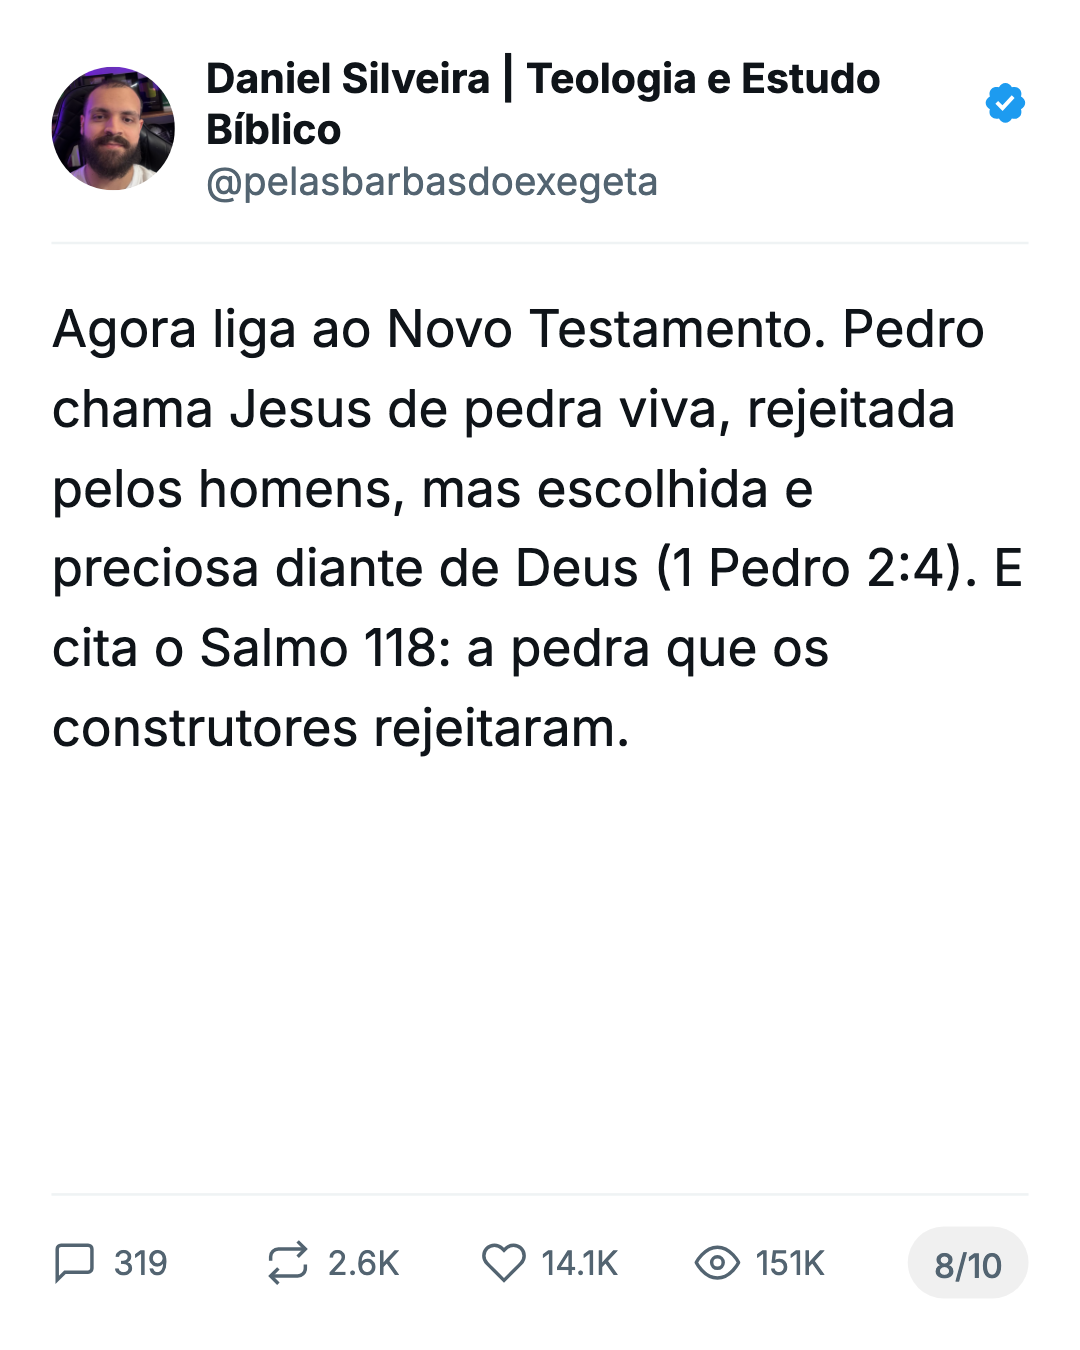 Daniel Silveira | Teologia e Estudo
Bíblico
@pelasbarbasdoexegeta
Agora liga ao Novo Testamento. Pedro
chama Jesus de pedra viva, rejeitada
pelos homens, mas escolhida e
preciosa diante de Deus (1 Pedro 2:4). E
cita o Salmo 118: a pedra que os
construtores rejeitaram.
319 2.6K 14.1K 151K 8/10